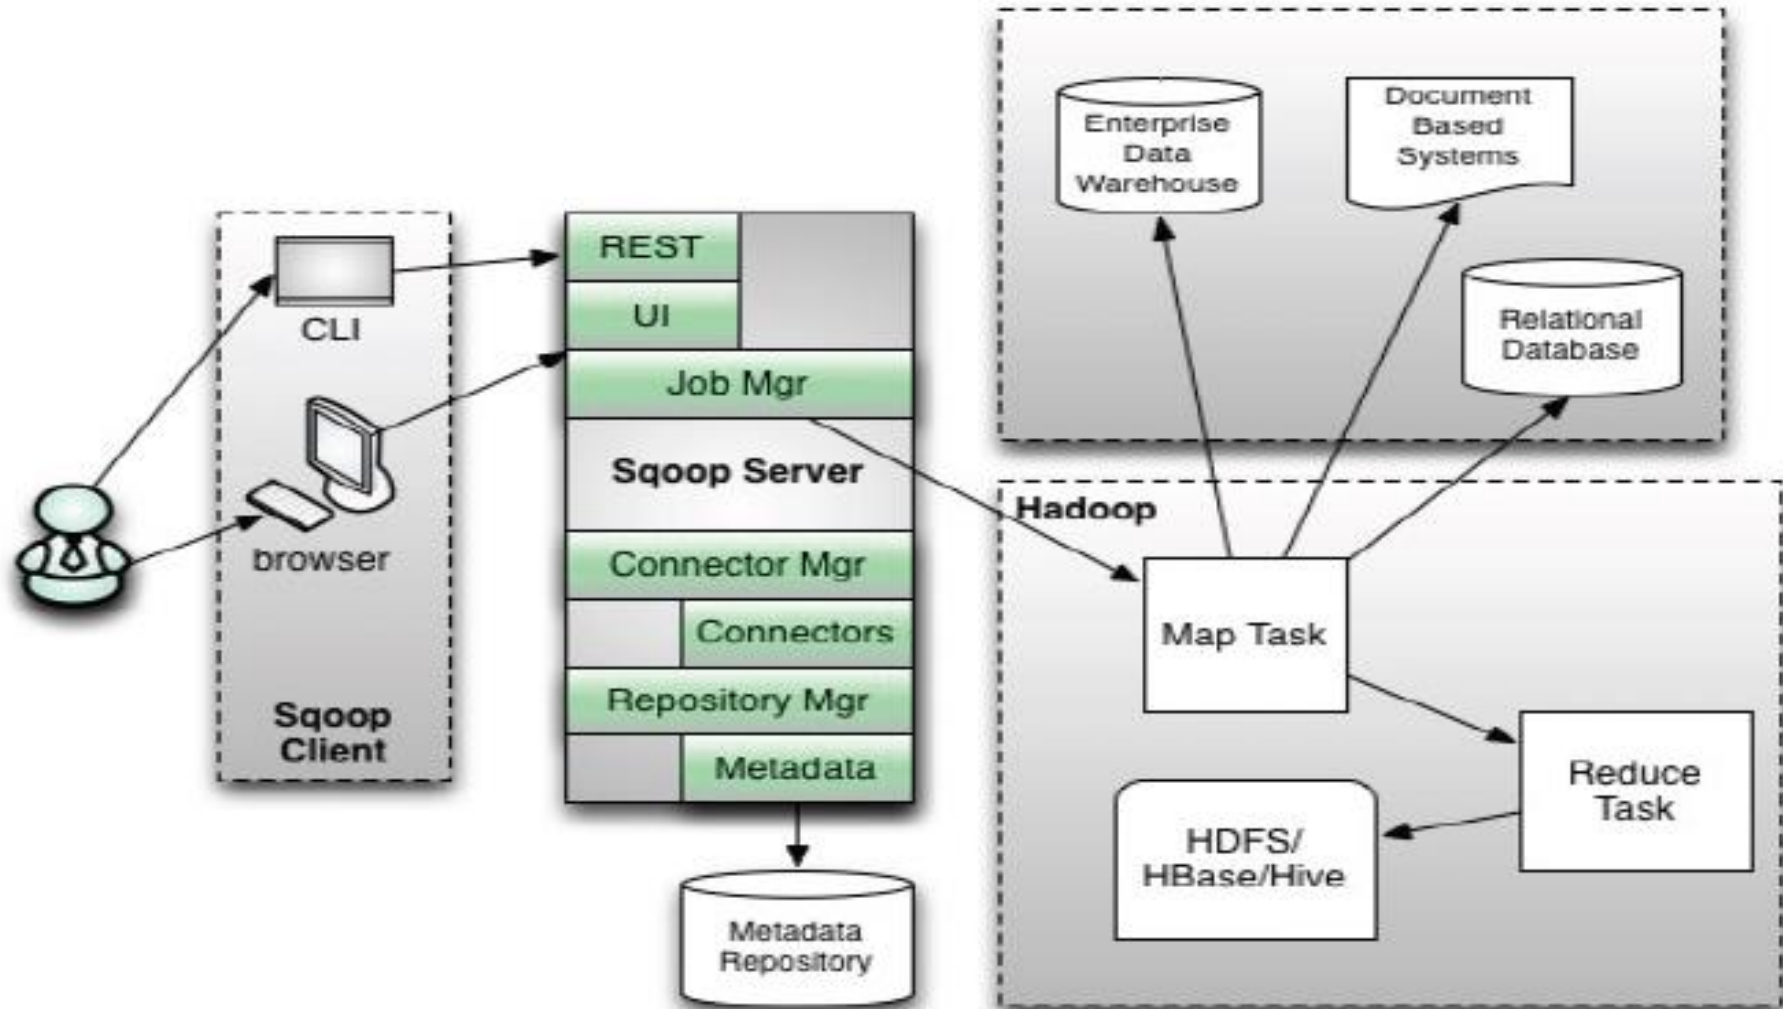 CLI
browser
Sqoop
Client
REST
UI
Job Mgr
Sqoop Server
Connector Mgr
Connectors
Repository Mgr
Metadata
Metadata
Repository
Enterprise
Data
Warehouse
Document
Based
Systems
Relational
Database
Hadoop
Map Task
Reduce
Task
HDFS/
HBase/Hive